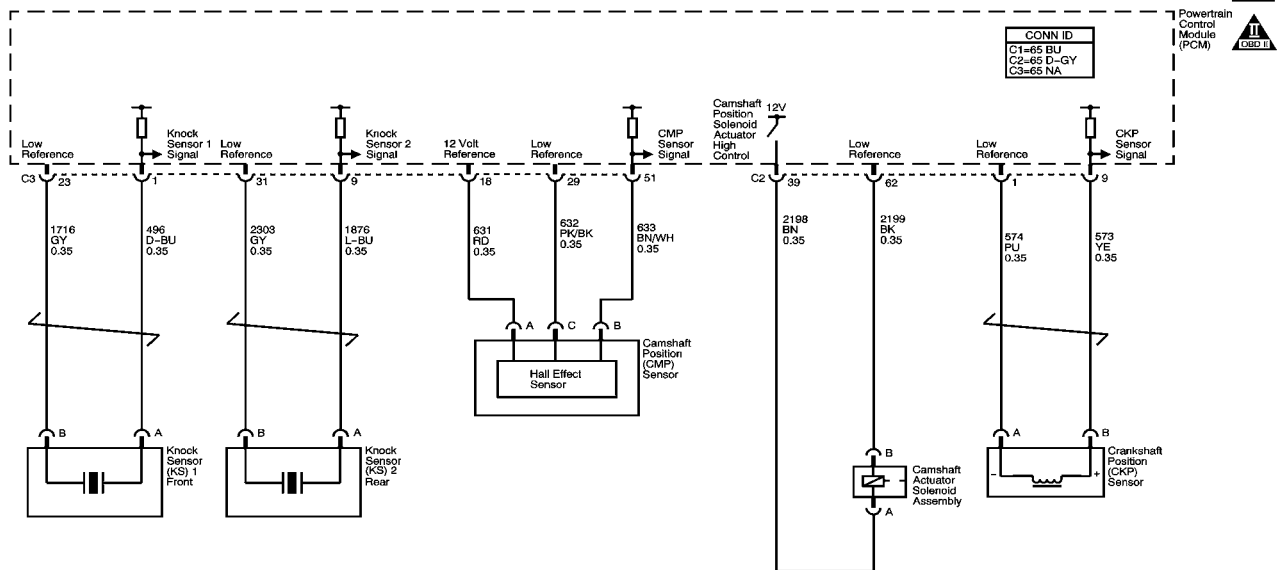 Powertrain
Control
Module
(PCM)
II
OBD II
CONN ID
C1=65 BU
C2=65 D-GY
C3=65 NA
Low
Reference
Knock
Sensor 1
Signal
Low
Reference
Knock
Sensor 2
Signal
12 Volt
Reference
Low
Reference
CMP
Sensor
Signal
Camshaft
Position
Solenoid
Actuator
High
Control
12V
Low
Reference
Low
Reference
CKP
Sensor
Signal
C3 23 1 31 9 18 29 51 C2 39 62 1 9
1716
GY
0.35
496
D-BU
0.35
2303
GY
0.35
1876
L-BU
0.35
631
RD
0.35
632
PK/BK
0.35
633
BN/WH
0.35
2198
BN
0.35
2199
BK
0.35
574
PU
0.35
573
YE
0.35
A C B
Hall Effect
Sensor
Camshaft
Position
(CMP)
Sensor
B A
Knock
Sensor
(KS) 1
Front
B A
Knock
Sensor
(KS) 2
Rear
B
Camshaft
Actuator
Solenoid
Assembly
A
A B
- +
Crankshaft
Position
(CKP)
Sensor